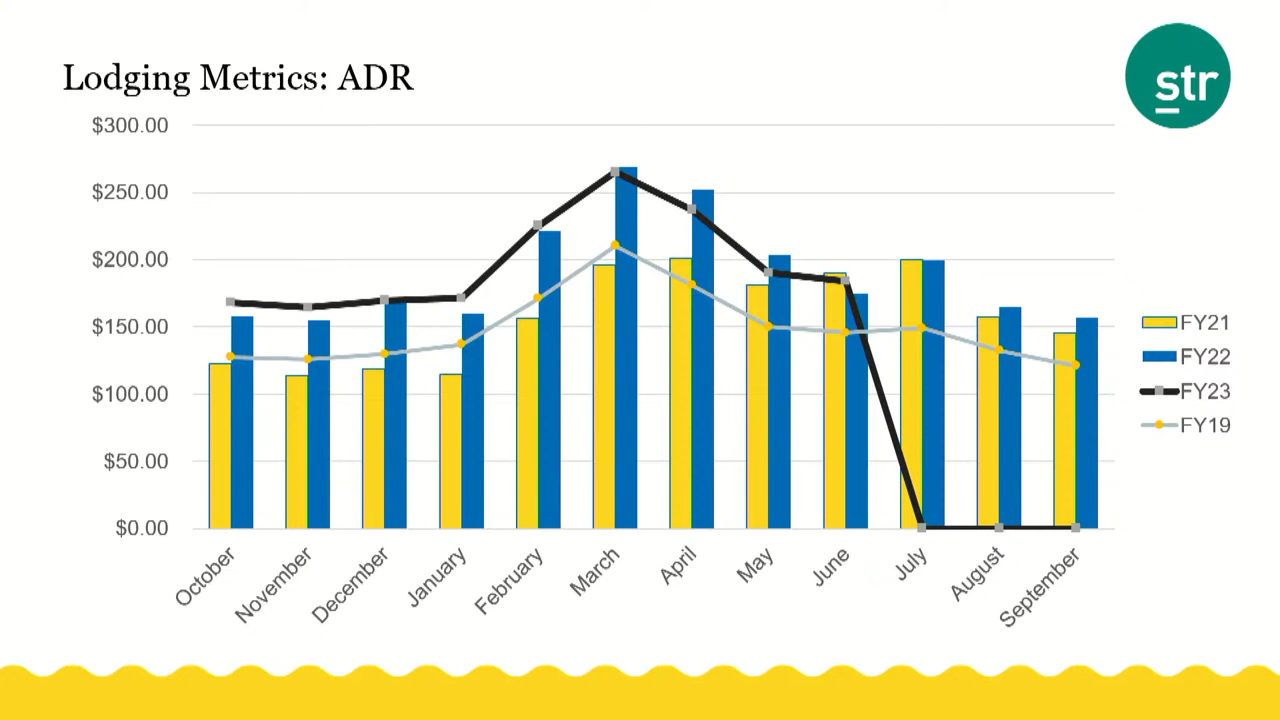 Lodging Metrics: ADR
str
$300.00
$250.00
$200.00
$150.00
$100.00
$50.00
$0.00
October
November
December
January
February
March
April
May
June
July
August
September
FY21
FY22
FY23
FY19